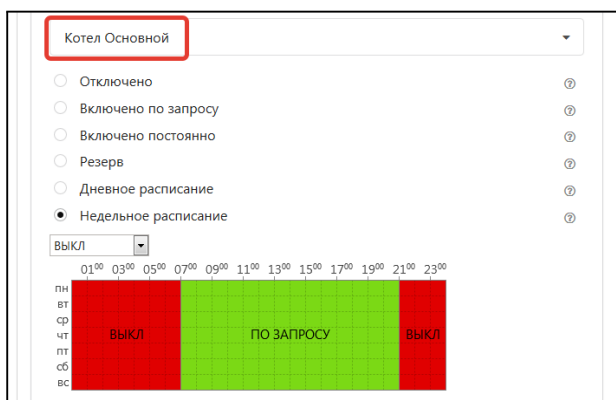 Котел Основной
Отключено
Включено по запросу
Включено постоянно
Резерв
Дневное расписание
Недельное расписание
ВЫКЛ
01⁰⁰ 03⁰⁰ 05⁰⁰ 07⁰⁰ 09⁰⁰ 11⁰⁰ 13⁰⁰ 15⁰⁰ 17⁰⁰ 19⁰⁰ 21⁰⁰ 23⁰⁰
пн
вт
ср
чт ВЫКЛ ПО ЗАПРОСУ ВЫКЛ
пт
сб
вс